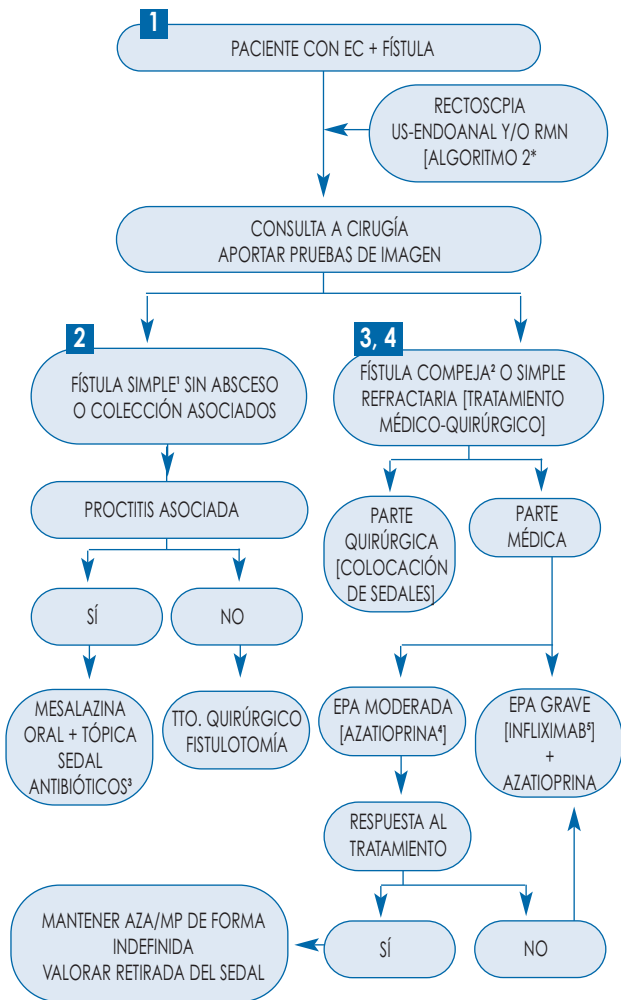 1
PACIENTE CON EC + FÍSTULA
RECTOSCPIA
US-ENDOANAL Y/O RMN
[ALGORITMO 2*
CONSULTA A CIRUGÍA
APORTAR PRUEBAS DE IMAGEN
2
FÍSTULA SIMPLE¹ SIN ABSCESO
O COLECCIÓN ASOCIADOS
3, 4
FÍSTULA COMPEJA² O SIMPLE
REFRACTARIA [TRATAMIENTO
MÉDICO-QUIRÚRGICO]
PROCTITIS ASOCIADA
PARTE
QUIRÚRGICA
[COLOCACIÓN
DE SEDALES]
PARTE
MÉDICA
SÍ
NO
MESALAZINA
ORAL + TÓPICA
SEDAL
ANTIBIÓTICOS³
TTO. QUIRÚRGICO
FISTULOTOMÍA
EPA MODERADA
[AZATIOPRINA⁴]
EPA GRAVE
[INFLIXIMAB⁵]
+
AZATIOPRINA
RESPUESTA AL
TRATAMIENTO
MANTENER AZA/MP DE FORMA
INDEFINIDA
VALORAR RETIRADA DEL SEDAL
SÍ
NO